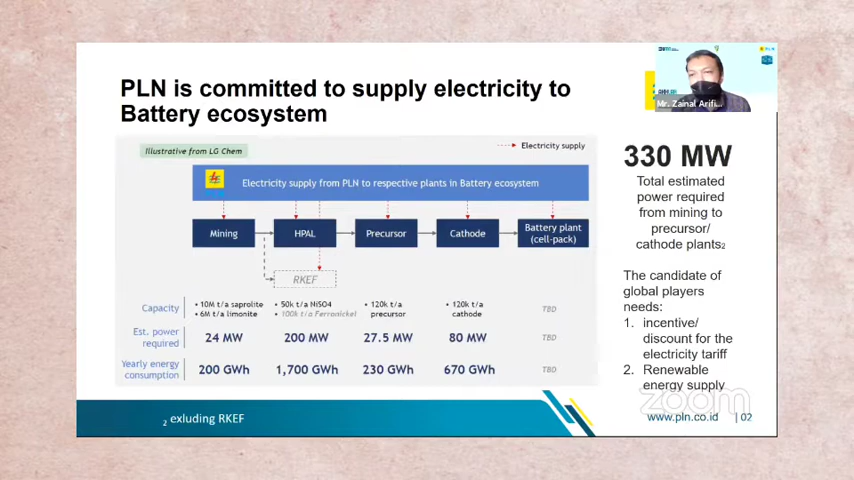 PLN is committed to supply electricity to
Battery ecosystem
Mr. Zainal Arifi...
Illustrative from LG Chem
Electricity supply
Electricity supply from PLN to respective plants in Battery ecosystem
Mining
HPAL
Precursor
Cathode
Battery plant
(cell-pack)
RKEF
Capacity
• 10M t/a saprolite
• 6M t/a limonite
• 50k t/a NiSO4
• 100k t/a Ferronickel
• 120k t/a
precursor
• 120k t/a
cathode
TBD
Est. power
required
24 MW
200 MW
27.5 MW
80 MW
TBD
Yearly energy
consumption
200 GWh
1,700 GWh
230 GWh
670 GWh
TBD
330 MW
Total estimated
power required
from mining to
precursor/
cathode plants2
The candidate of
global players
needs:
1. incentive/
discount for the
electricity tariff
2. Renewable
energy supply
zoom
2 exluding RKEF
www.pln.co.id | 02